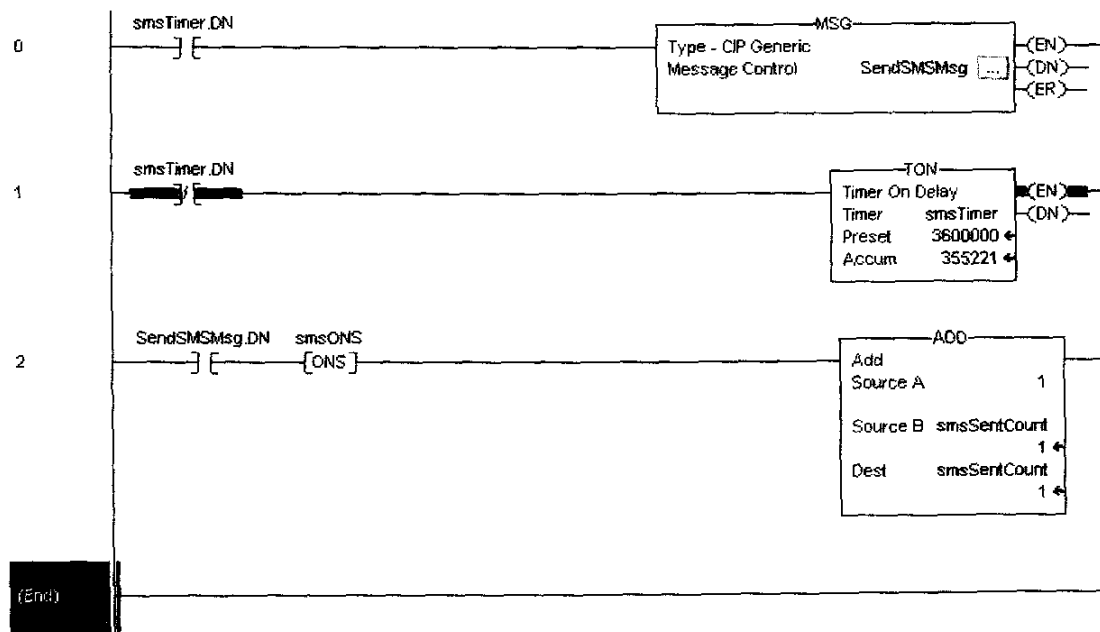 smsTimer.DN
0
MSG
Type - CIP Generic
Message Control SendSMSMsg ...
(EN)
(DN)
(ER)
smsTimer.DN
1
TON
Timer On Delay
Timer smsTimer
Preset 3600000
Accum 355221
(EN)
(DN)
SendSMSMsg.DN smsONS
2
ONS
ADD
Add
Source A 1
Source B smsSentCount
1
Dest smsSentCount
1
(End)